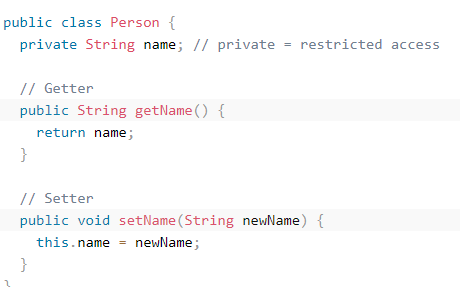 public class Person {
  private String name; // private = restricted access

  // Getter
  public String getName() {
    return name;
  }

  // Setter
  public void setName(String newName) {
    this.name = newName;
  }
}